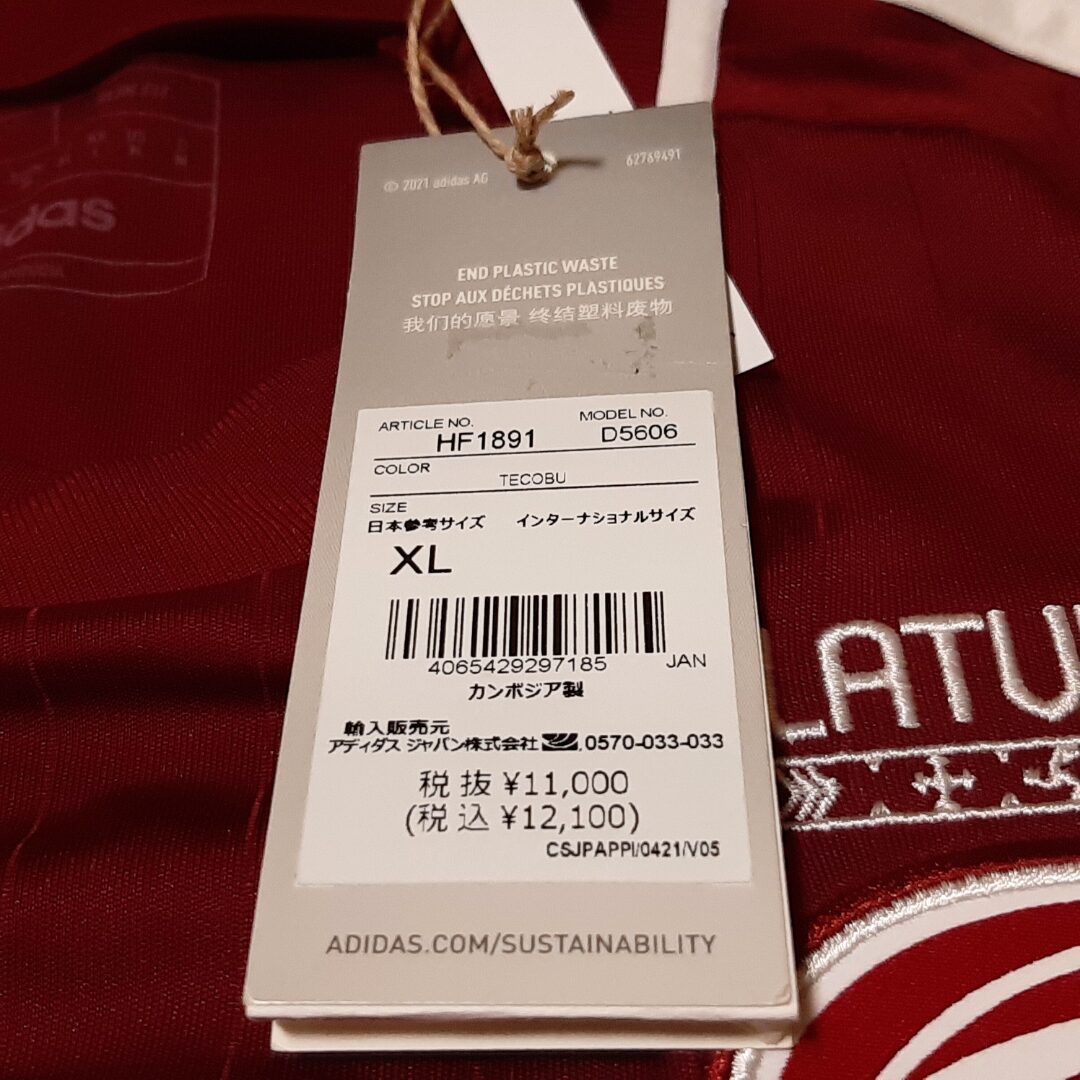 © 2021 adidas AG
62769491
END PLASTIC WASTE
STOP AUX DÉCHETS PLASTIQUES
我们的愿景 终结塑料废物
ARTICLE NO.
HF1891
MODEL NO.
D5606
COLOR
TECOBU
SIZE
日本参考サイズ インターナショナルサイズ
XL
4065429297185 JAN
カンボジア製
輸入販売元
アディダス ジャパン株式会社 0570-033-033
税 抜 ¥11,000
(税 込 ¥12,100)
CSJPAPPI/0421/V05
ADIDAS.COM/SUSTAINABILITY